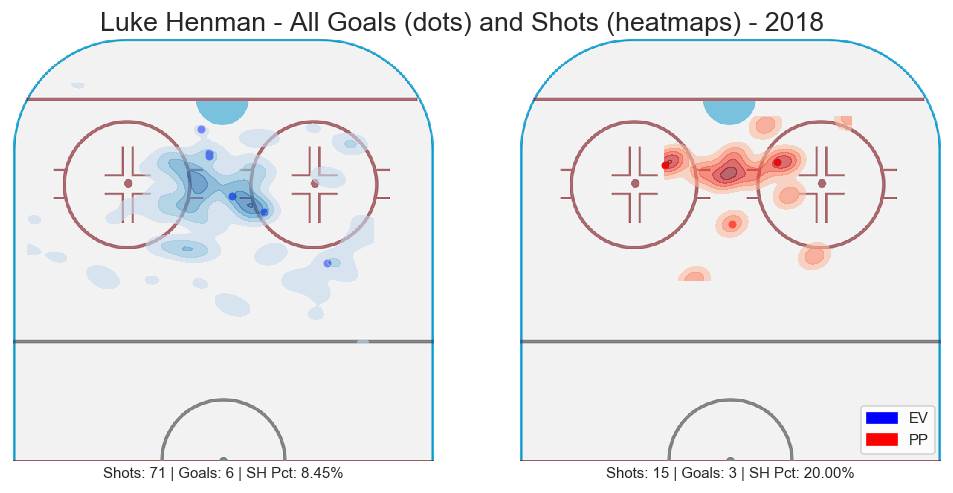 Luke Henman - All Goals (dots) and Shots (heatmaps) - 2018
EV
PP
Shots: 71 | Goals: 6 | SH Pct: 8.45%
Shots: 15 | Goals: 3 | SH Pct: 20.00%